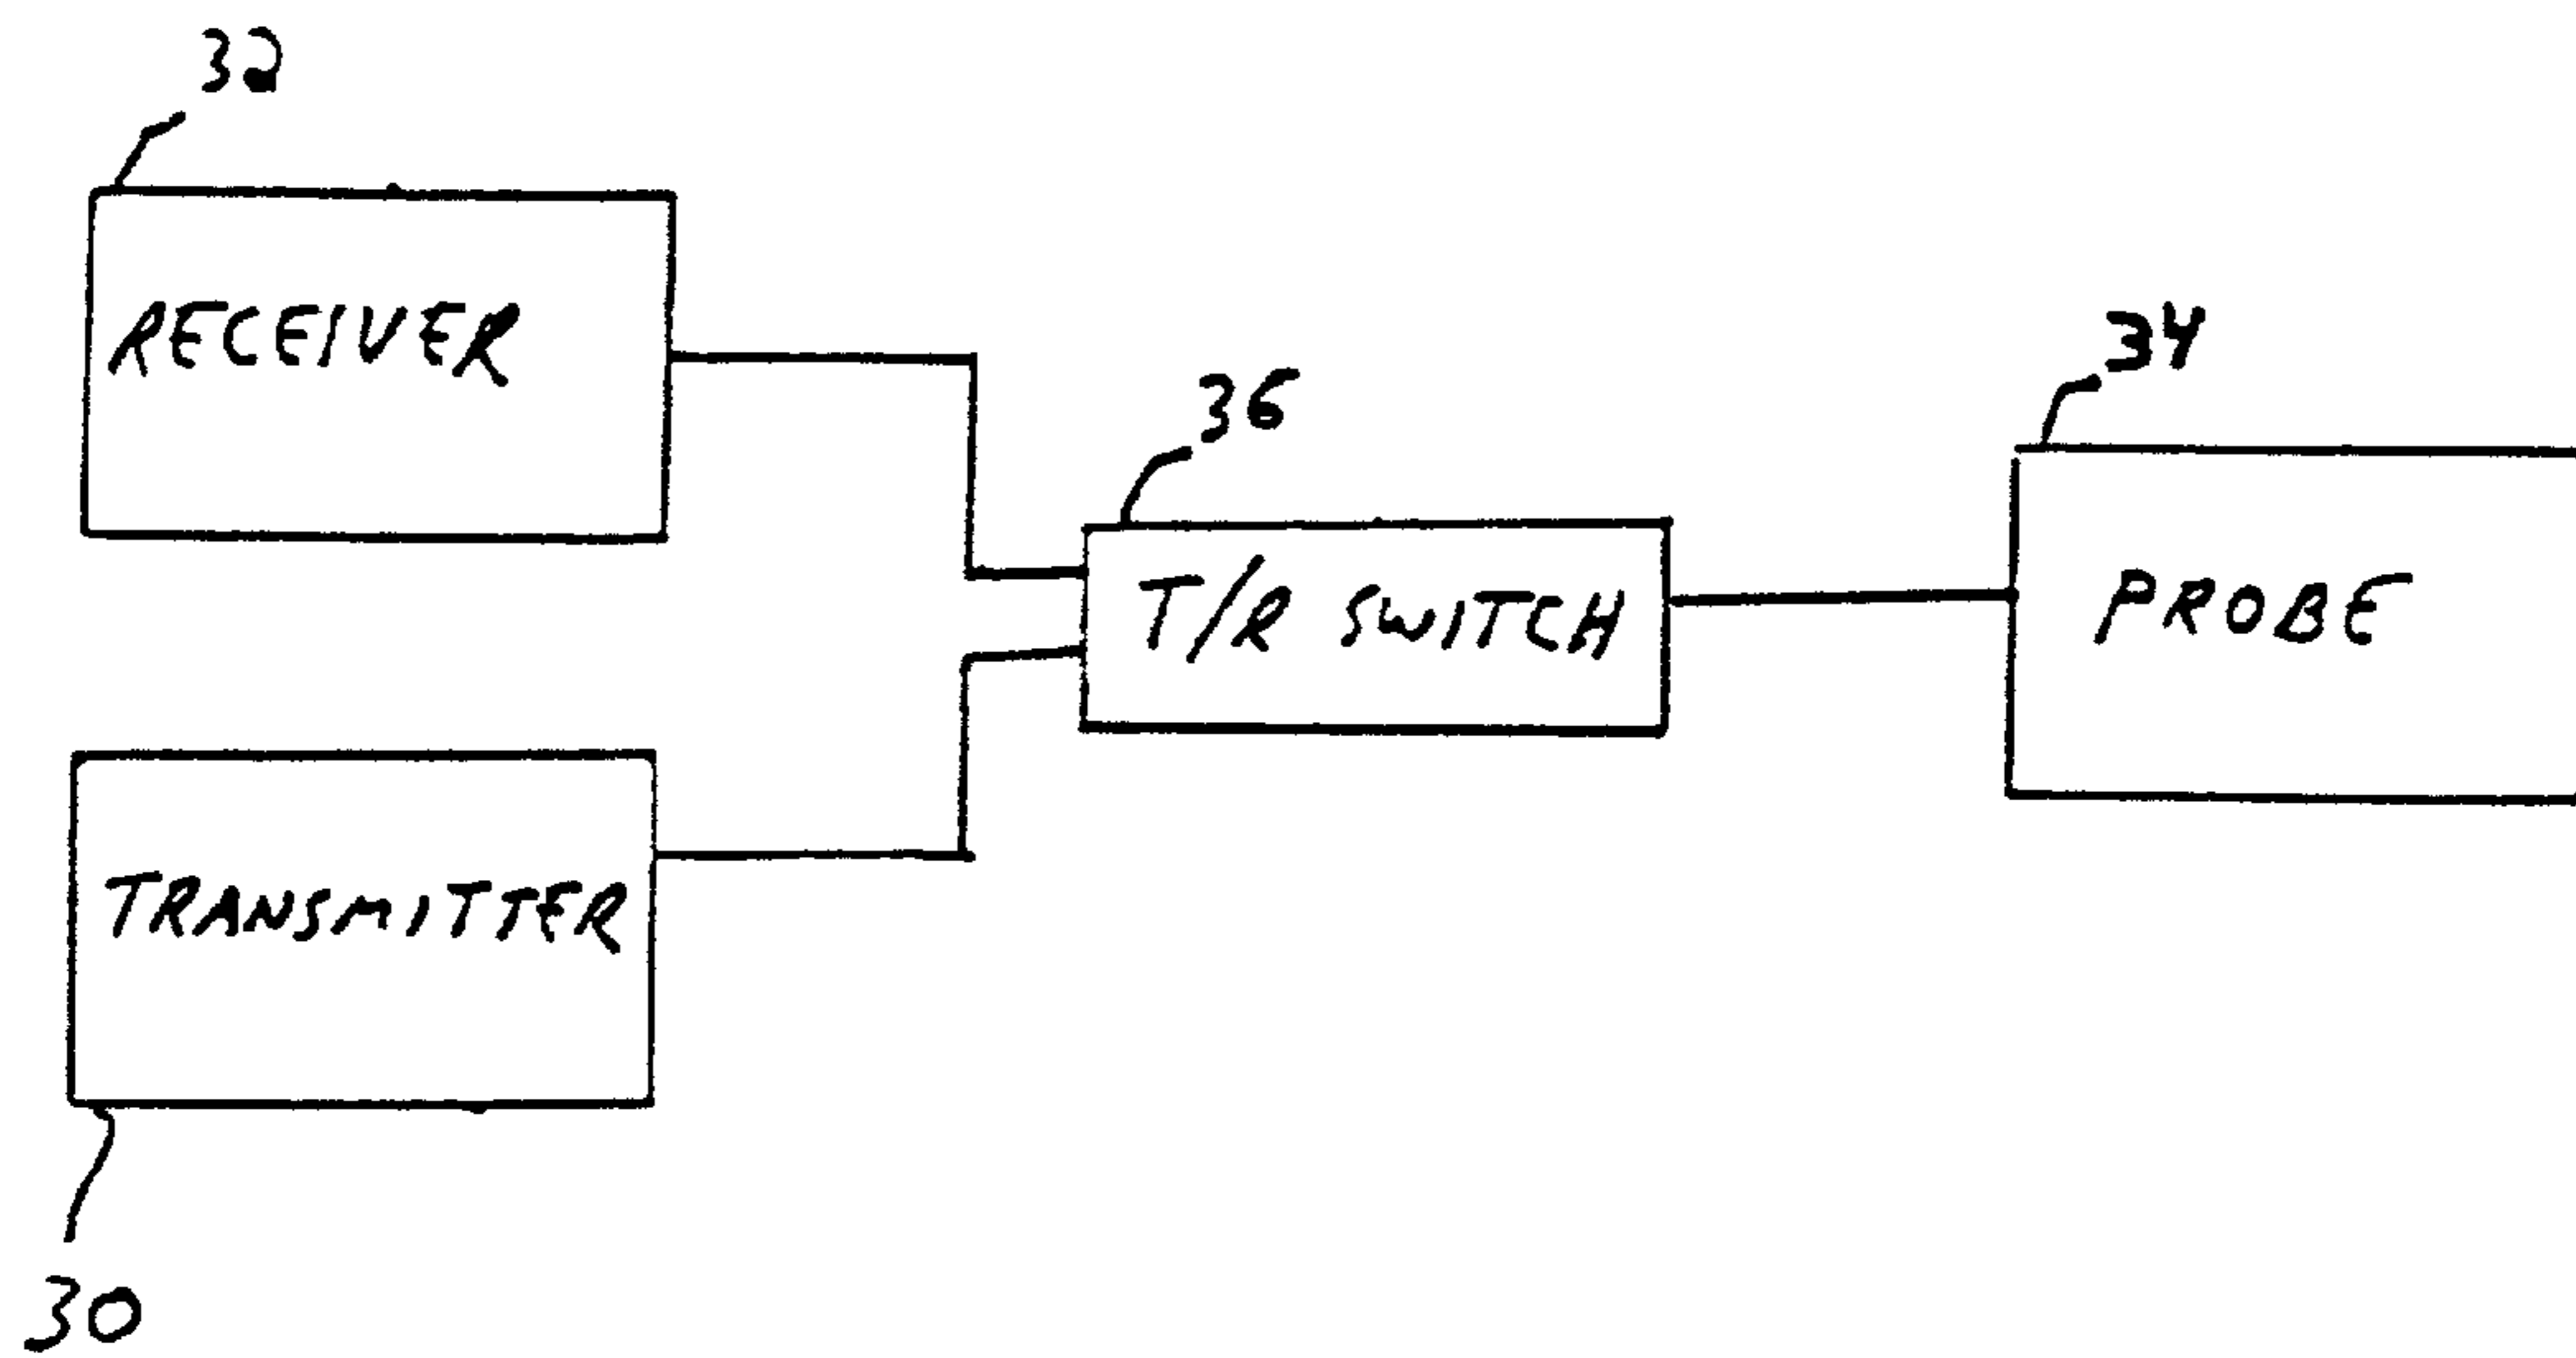 32
RECEIVER
34
36
T/R SWITCH
PROBE
TRANSMITTER
30